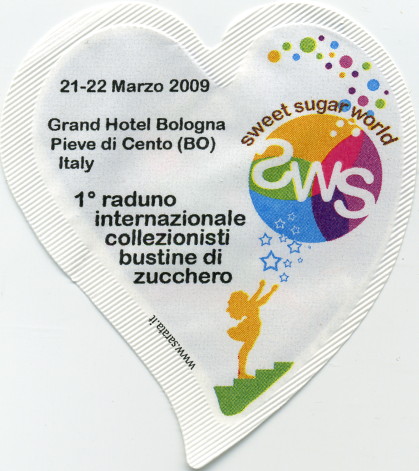 21-22 Marzo 2009
Grand Hotel Bologna
Pieve di Cento (BO)
Italy
1° raduno
internazionale
collezionisti
bustine di
zucchero
sweet sugar world
SWS
www.sarata.it